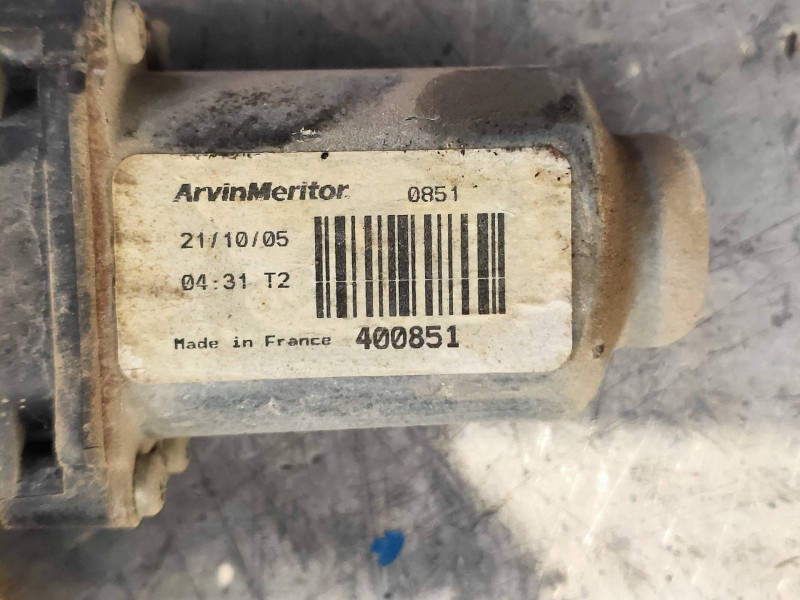 ArvinMeritor 0851
21/10/05
04:31 T2
Made in France 400851